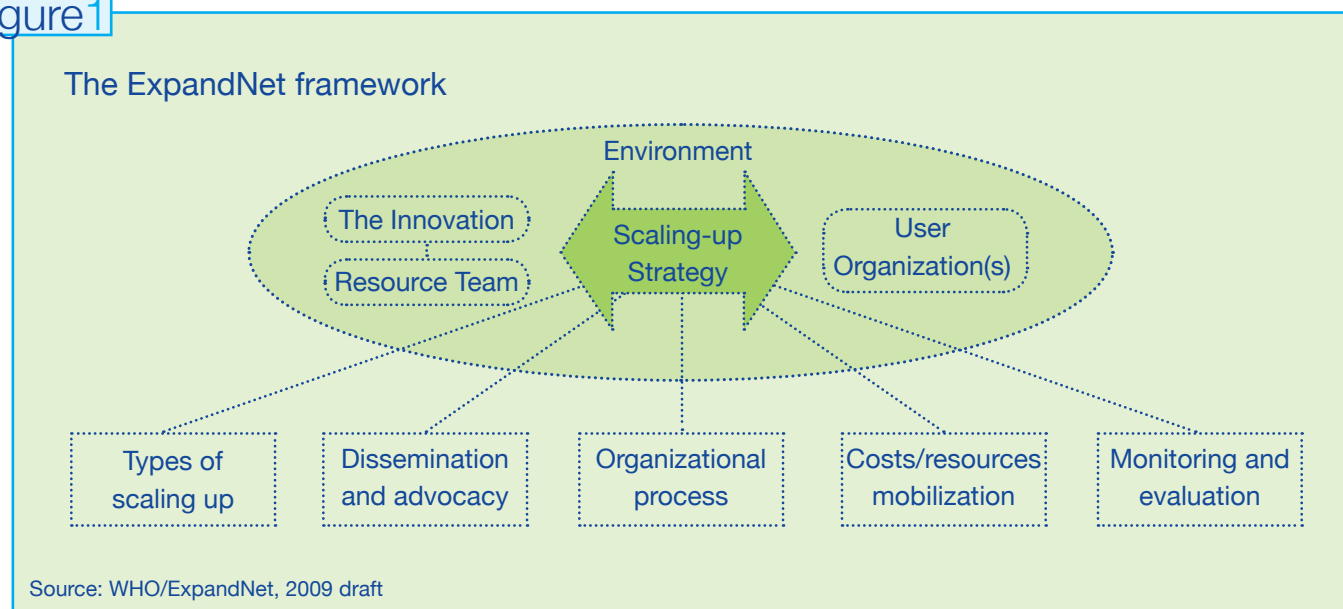 gure1
The ExpandNet framework
Environment
The Innovation
Resource Team
Scaling-up
Strategy
User
Organization(s)
Types of
scaling up
Dissemination
and advocacy
Organizational
process
Costs/resources
mobilization
Monitoring and
evaluation
Source: WHO/ExpandNet, 2009 draft